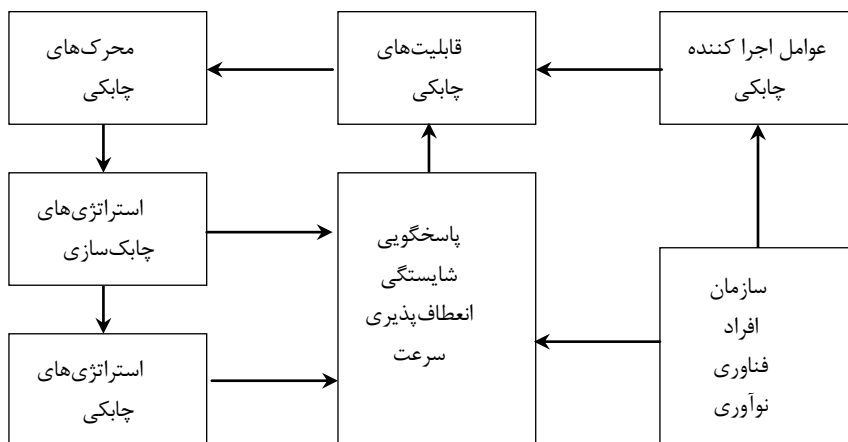 عوامل اجرا کننده
چابکی
قابلیت‌های
چابکی
محرک‌های
چابکی
سازمان
افراد
فناوری
نوآوری
پاسخگویی
شایستگی
انعطاف‌پذیری
سرعت
استراتژی‌های
چابک‌سازی
استراتژی‌های
چابکی